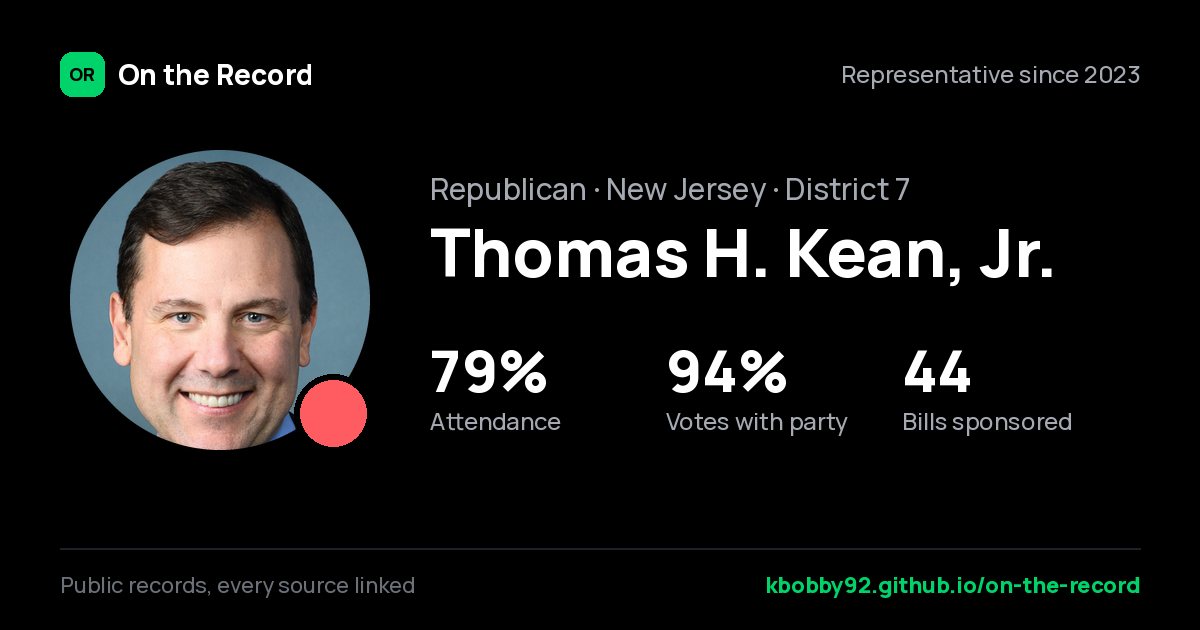 OR On the Record
Representative since 2023
Republican · New Jersey · District 7
Thomas H. Kean, Jr.
79% 94% 44
Attendance Votes with party Bills sponsored
Public records, every source linked
kbobby92.github.io/on-the-record